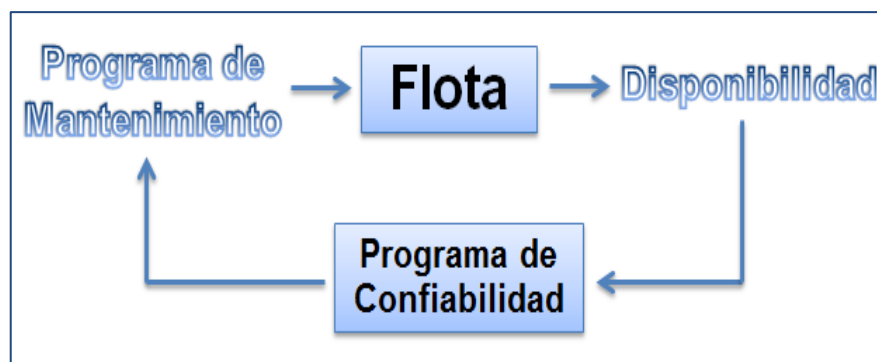 Programa de
Mantenimiento
Flota
Disponibilidad
Programa de
Confiabilidad